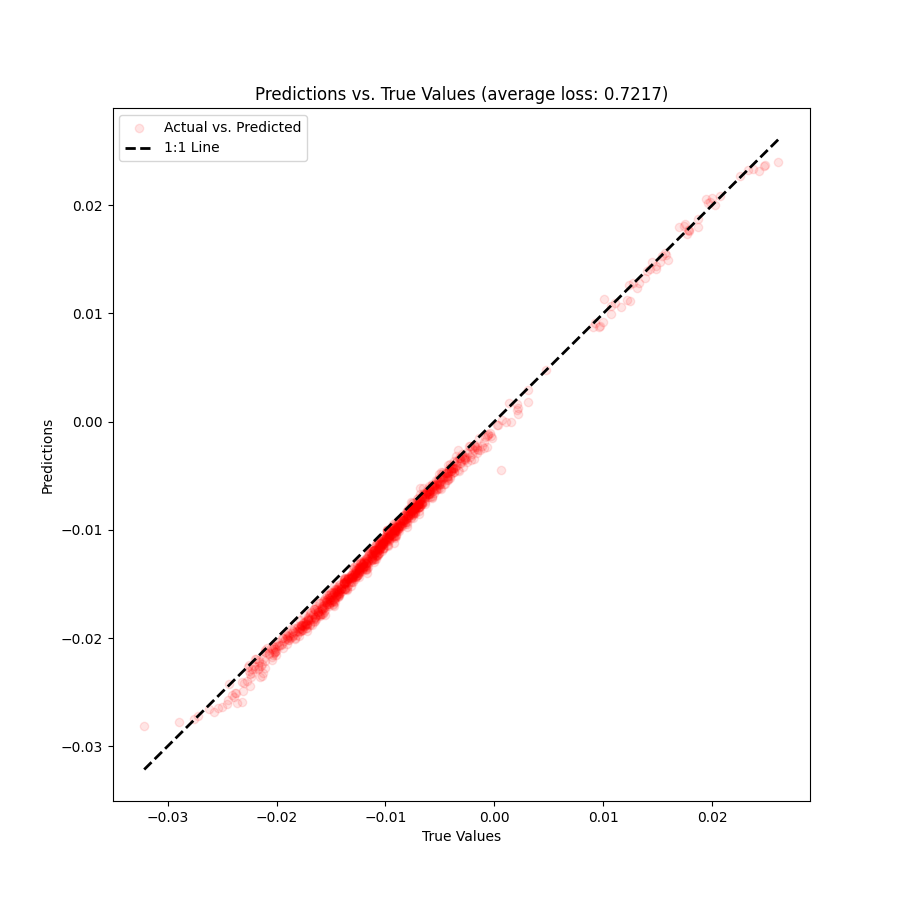 Predictions vs. True Values (average loss: 0.7217)
Actual vs. Predicted
1:1 Line
0.02
0.01
0.00
−0.01
−0.02
−0.03
Predictions
−0.03 −0.02 −0.01 0.00 0.01 0.02
True Values